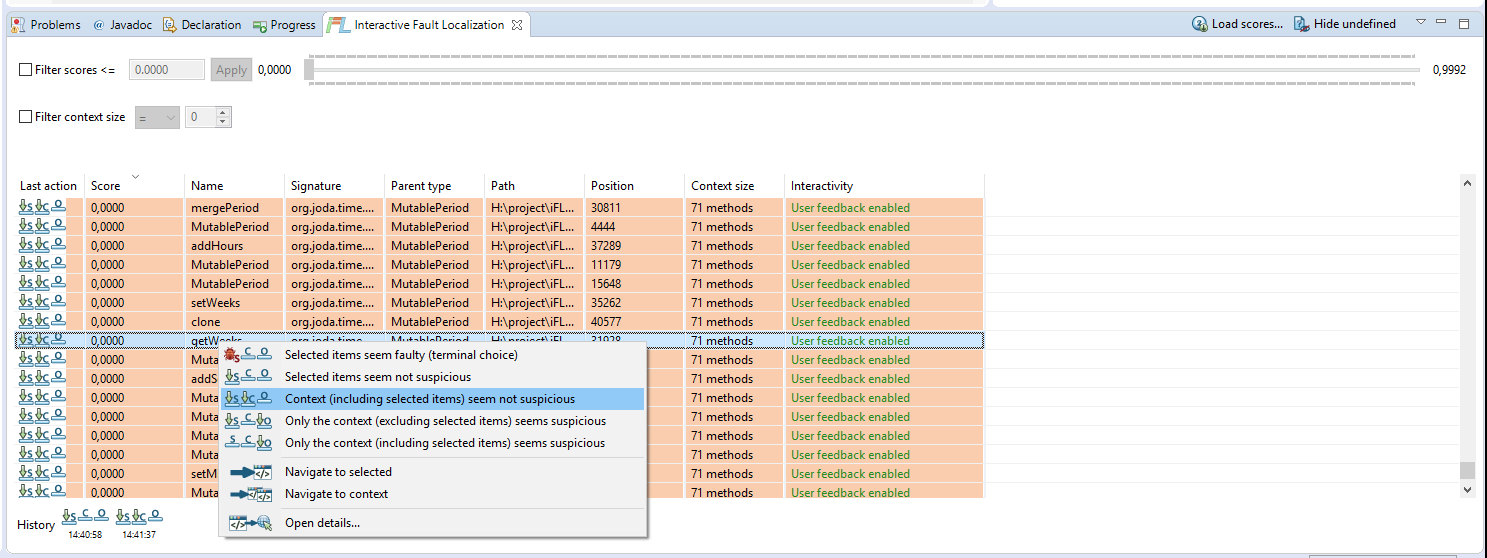 Problems @ Javadoc Declaration Progress Interactive Fault Localization Load scores... Hide undefined
Filter scores <= 0.0000 Apply 0,0000 0,9992
Filter context size = 0
Last action Score Name Signature Parent type Path Position Context size Interactivity
0,0000 mergePeriod org.joda.time.... MutablePeriod H:\project\iFL... 30811 71 methods User feedback enabled
0,0000 MutablePeriod org.joda.time.... MutablePeriod H:\project\iFL... 4444 71 methods User feedback enabled
0,0000 addHours org.joda.time.... MutablePeriod H:\project\iFL... 37289 71 methods User feedback enabled
0,0000 MutablePeriod org.joda.time.... MutablePeriod H:\project\iFL... 11179 71 methods User feedback enabled
0,0000 MutablePeriod org.joda.time.... MutablePeriod H:\project\iFL... 15648 71 methods User feedback enabled
0,0000 setWeeks org.joda.time.... MutablePeriod H:\project\iFL... 35262 71 methods User feedback enabled
0,0000 clone org.joda.time.... MutablePeriod H:\project\iFL... 40577 71 methods User feedback enabled
0,0000 getWeeks org.joda.time.... MutablePeriod H:\project\iFL... 31928 71 methods User feedback enabled
0,0000 Muta 71 methods User feedback enabled
0,0000 addS 71 methods User feedback enabled
0,0000 Muta 71 methods User feedback enabled
0,0000 Muta 71 methods User feedback enabled
0,0000 Muta 71 methods User feedback enabled
0,0000 Muta 71 methods User feedback enabled
0,0000 setM 71 methods User feedback enabled
0,0000 Muta 71 methods User feedback enabled
Selected items seem faulty (terminal choice)
Selected items seem not suspicious
Context (including selected items) seem not suspicious
Only the context (excluding selected items) seems suspicious
Only the context (including selected items) seems suspicious
Navigate to selected
Navigate to context
Open details...
History
14:40:58 14:41:37